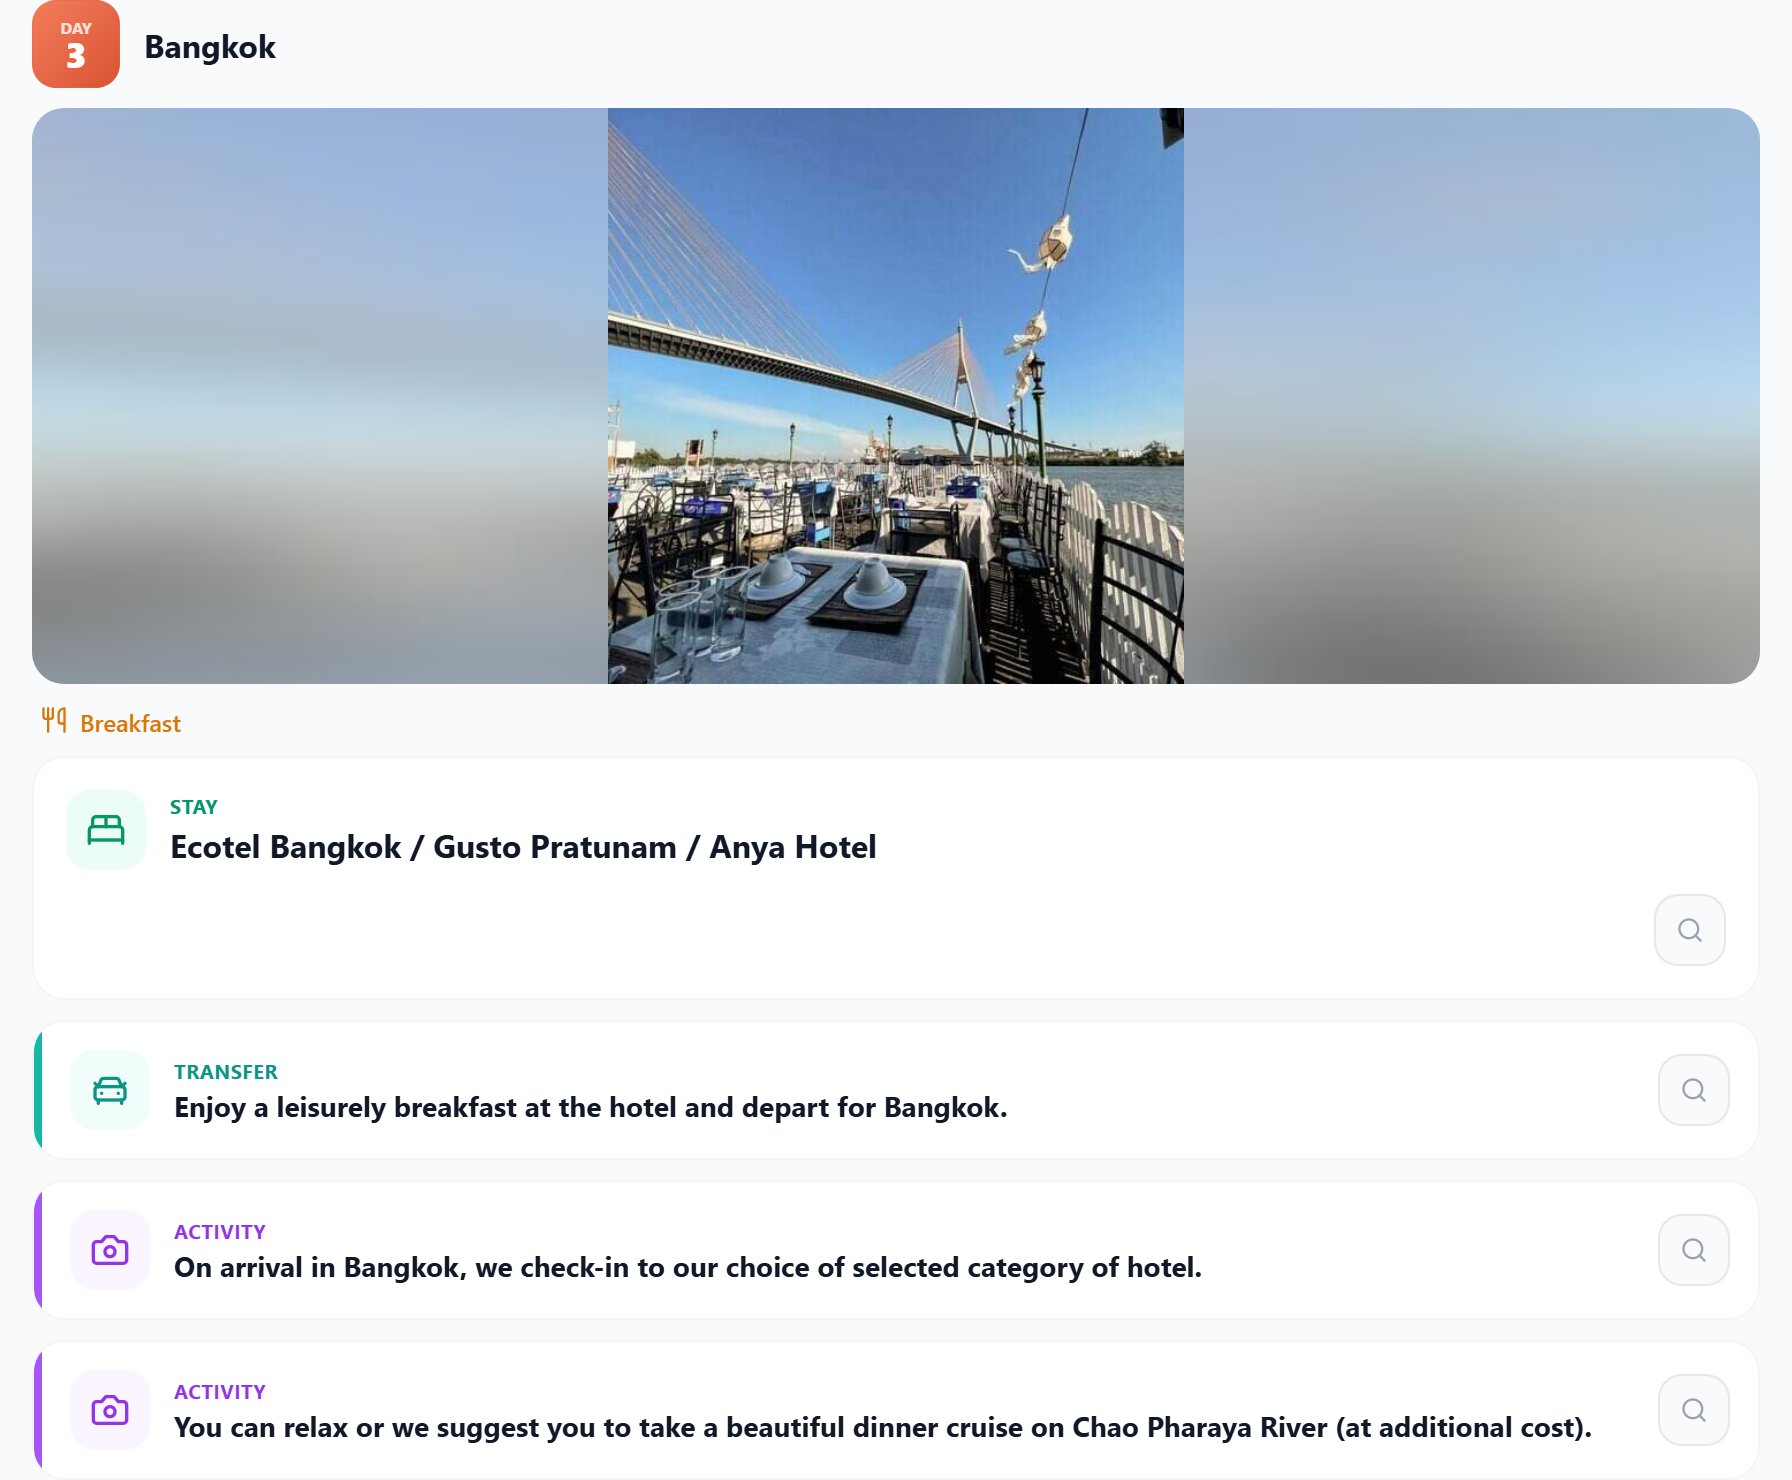 DAY
3
Bangkok
Breakfast
STAY
Ecotel Bangkok / Gusto Pratunam / Anya Hotel
TRANSFER
Enjoy a leisurely breakfast at the hotel and depart for Bangkok.
ACTIVITY
On arrival in Bangkok, we check-in to our choice of selected category of hotel.
ACTIVITY
You can relax or we suggest you to take a beautiful dinner cruise on Chao Pharaya River (at additional cost).